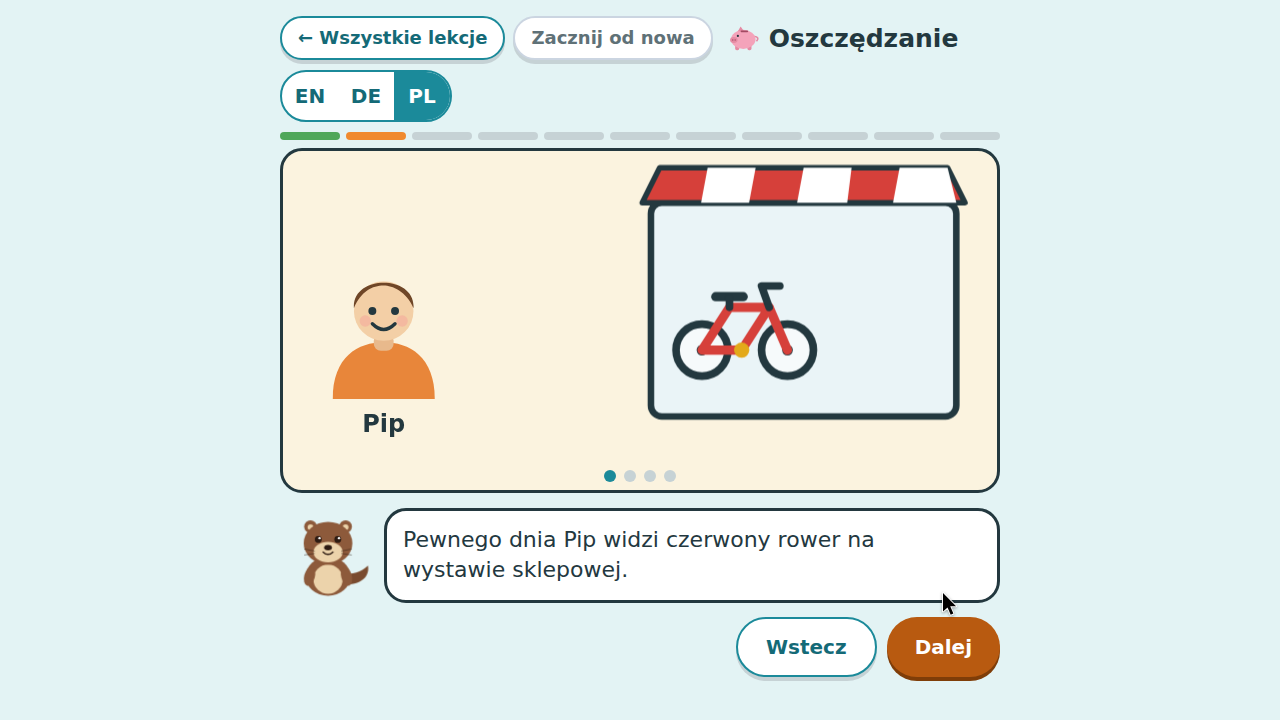 ← Wszystkie lekcje
Zacznij od nowa
Oszczędzanie
EN DE PL
Pip
Pewnego dnia Pip widzi czerwony rower na
wystawie sklepowej.
Wstecz
Dalej